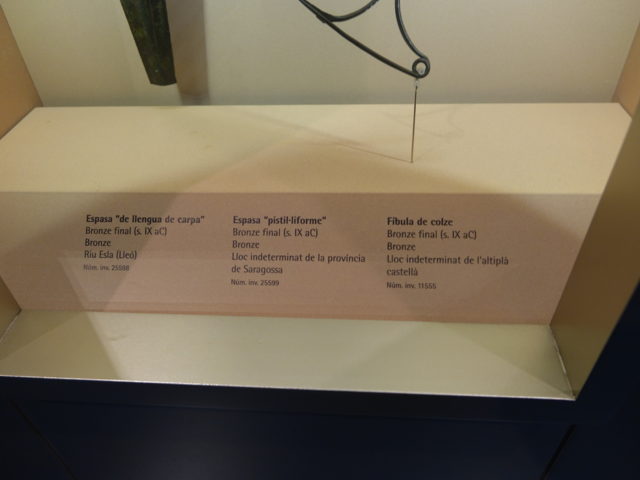 Espasa "de llengua de carpa"
Bronze final (s. IX aC)
Bronze
Riu Esla (Lleó)
Núm. inv. 25598
Espasa "pistil·liforme"
Bronze final (s. IX aC)
Bronze
Lloc indeterminat de la província
de Saragossa
Núm. inv. 25599
Fíbula de colze
Bronze final (s. IX aC)
Bronze
Lloc indeterminat de l'altiplà
castellà
Núm. inv. 11555